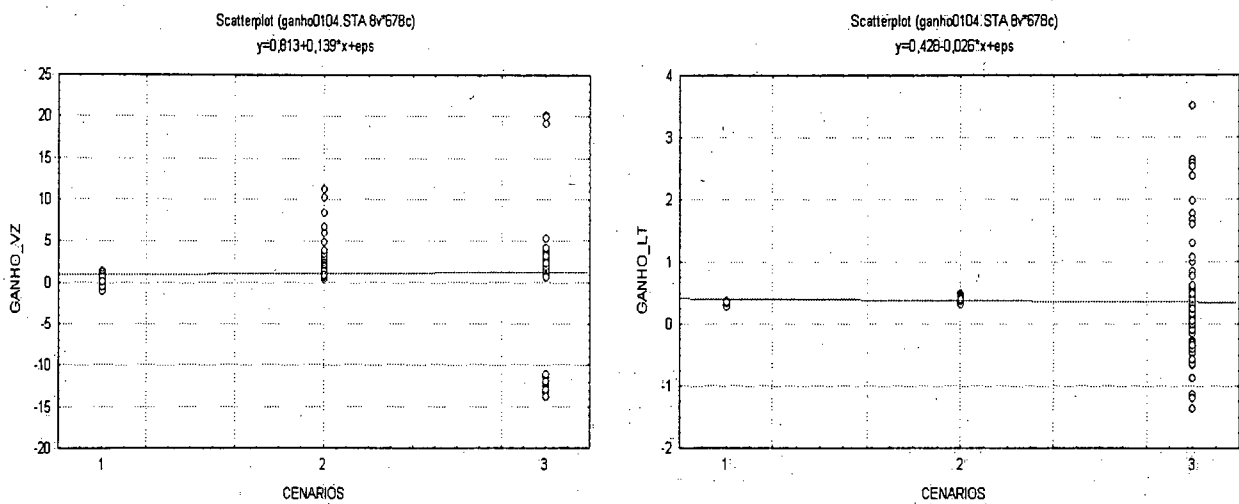 Scatterplot (ganho0104.STA 8v*678c)
y=0,813+0,139*x+eps
25
20
15
10
5
0
-5
-10
-15
-20
GANHO_VZ
1
2
3
CENARIOS
Scatterplot (ganho0104.STA 8v*678c)
y=0,428-0,026*x+eps
4
3
2
1
0
-1
-2
GANHO_LT
1
2
3
CENARIOS